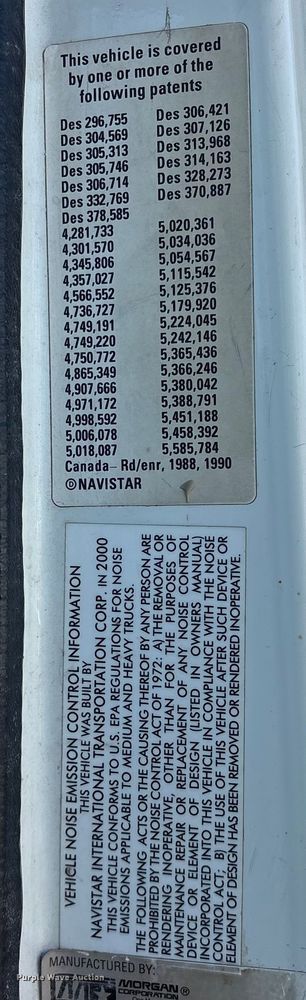 This vehicle is covered
by one or more of the
following patents
Des 296,755 Des 306,421
Des 304,569 Des 307,126
Des 305,313 Des 313,968
Des 305,746 Des 314,163
Des 306,714 Des 328,273
Des 332,769 Des 370,887
Des 378,585
4,281,733 5,020,361
4,301,570 5,034,036
4,345,806 5,054,567
4,357,027 5,115,542
4,566,552 5,125,376
4,736,727 5,179,920
4,749,191 5,224,045
4,749,220 5,242,146
4,750,772 5,365,436
4,865,349 5,366,246
4,907,666 5,380,042
4,971,172 5,388,791
4,998,592 5,451,188
5,006,078 5,458,392
5,018,087 5,585,784
Canada– Rd/enr, 1988, 1990
©NAVISTAR
VEHICLE NOISE EMISSION CONTROL INFORMATION
THIS VEHICLE WAS BUILT BY
NAVISTAR INTERNATIONAL TRANSPORTATION CORP. IN 2000
THIS VEHICLE CONFORMS TO U.S. EPA REGULATIONS FOR NOISE
EMISSIONS APPLICABLE TO MEDIUM AND HEAVY TRUCKS.
THE FOLLOWING ACTS OR THE CAUSING THEREOF BY ANY PERSON ARE
PROHIBITED BY THE NOISE CONTROL ACT OF 1972: A) THE REMOVAL OR
RENDERING INOPERATIVE, OTHER THAN FOR THE PURPOSES OF
MAINTENANCE REPAIR OR REPLACEMENT OF ANY NOISE CONTROL
DEVICE OR ELEMENT OF DESIGN (LISTED IN OWNERS MANUAL)
INCORPORATED INTO THIS VEHICLE IN COMPLIANCE WITH THE NOISE
CONTROL ACT; B) THE USE OF THIS VEHICLE AFTER SUCH DEVICE OR
ELEMENT OF DESIGN HAS BEEN REMOVED OR RENDERED INOPERATIVE.
MANUFACTURED BY:
MORGAN
CORPORATION
Purple Wave Auction